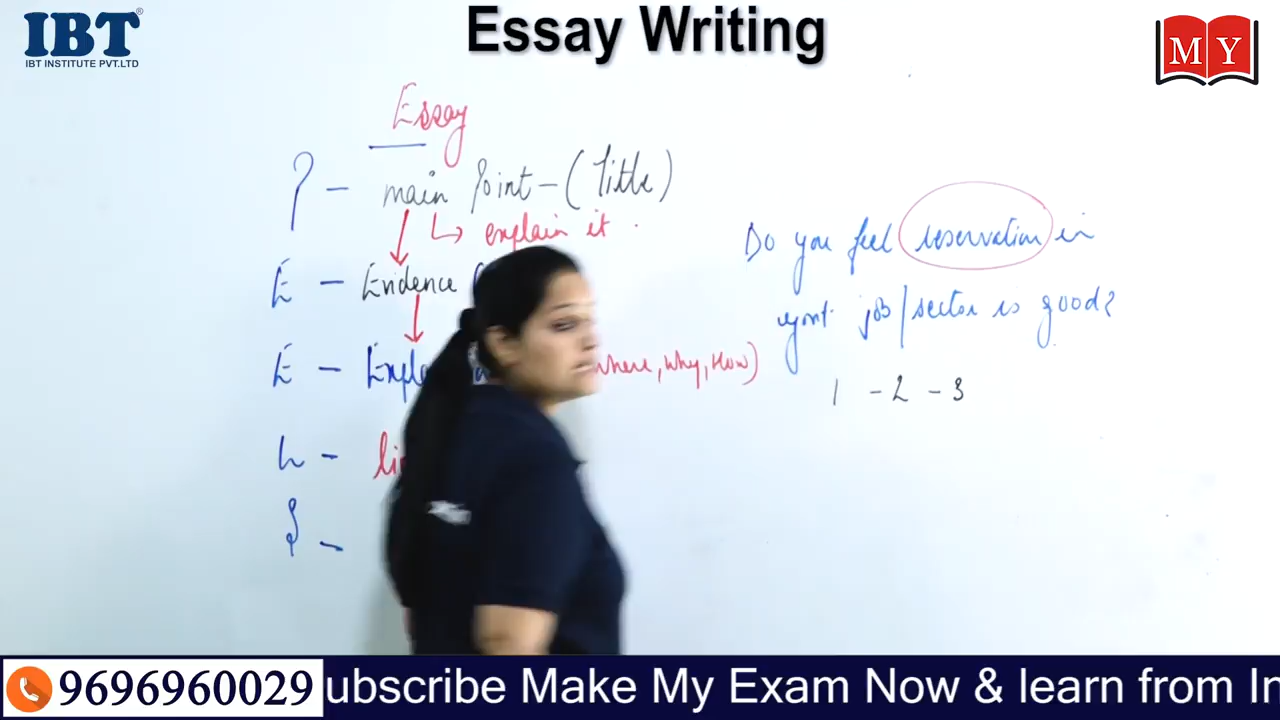 IBT®
IBT INSTITUTE PVT.LTD
Essay Writing
MY
Essay
P - main Point - (Title)
↳ explain it
E - Evidence (
E - Expla
Where, Why, How)
L - li
S -
Do you feel reservation in
govt. job/sector is good?
1 - 2 - 3
9696960029
ubscribe Make My Exam Now & learn from In